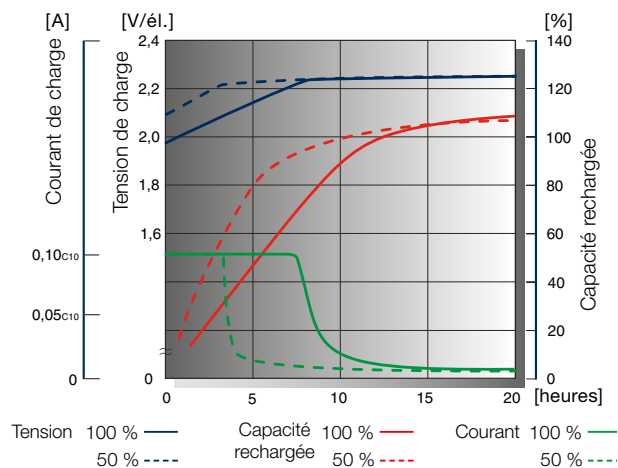 [A] [V/él.] [%]
Courant de charge
0,10C10
0,05C10
0
Tension de charge
2,4
2,2
2,0
1,8
1,6
≈
0
140
120
100
80
60
40
20
0
Capacité rechargée
0 5 10 15 20 [heures]
Tension 100 %
50 %
Capacité rechargée 100 %
50 %
Courant 100 %
50 %